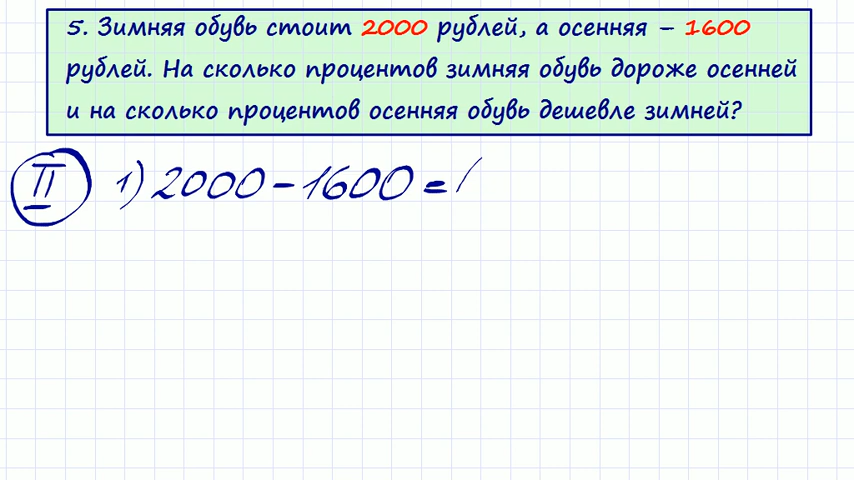 5. Зимняя обувь стоит 2000 рублей, а осенняя – 1600
рублей. На сколько процентов зимняя обувь дороже осенней
и на сколько процентов осенняя обувь дешевле зимней?
II 1) 2000 - 1600 =